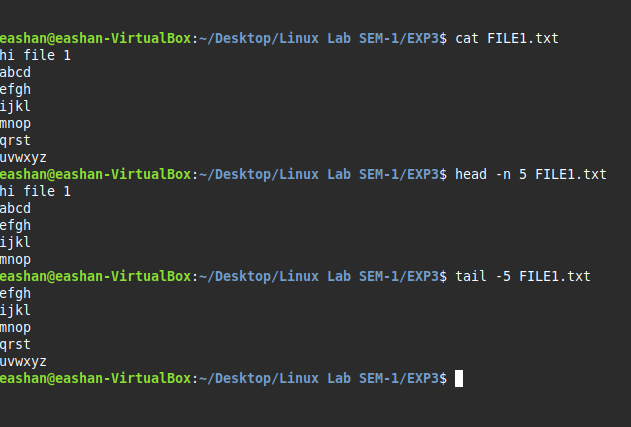 eashan@eashan-VirtualBox:~/Desktop/Linux Lab SEM-1/EXP3$ cat FILE1.txt
hi file 1
abcd
efgh
ijkl
mnop
qrst
uvwxyz
eashan@eashan-VirtualBox:~/Desktop/Linux Lab SEM-1/EXP3$ head -n 5 FILE1.txt
hi file 1
abcd
efgh
ijkl
mnop
eashan@eashan-VirtualBox:~/Desktop/Linux Lab SEM-1/EXP3$ tail -5 FILE1.txt
efgh
ijkl
mnop
qrst
uvwxyz
eashan@eashan-VirtualBox:~/Desktop/Linux Lab SEM-1/EXP3$